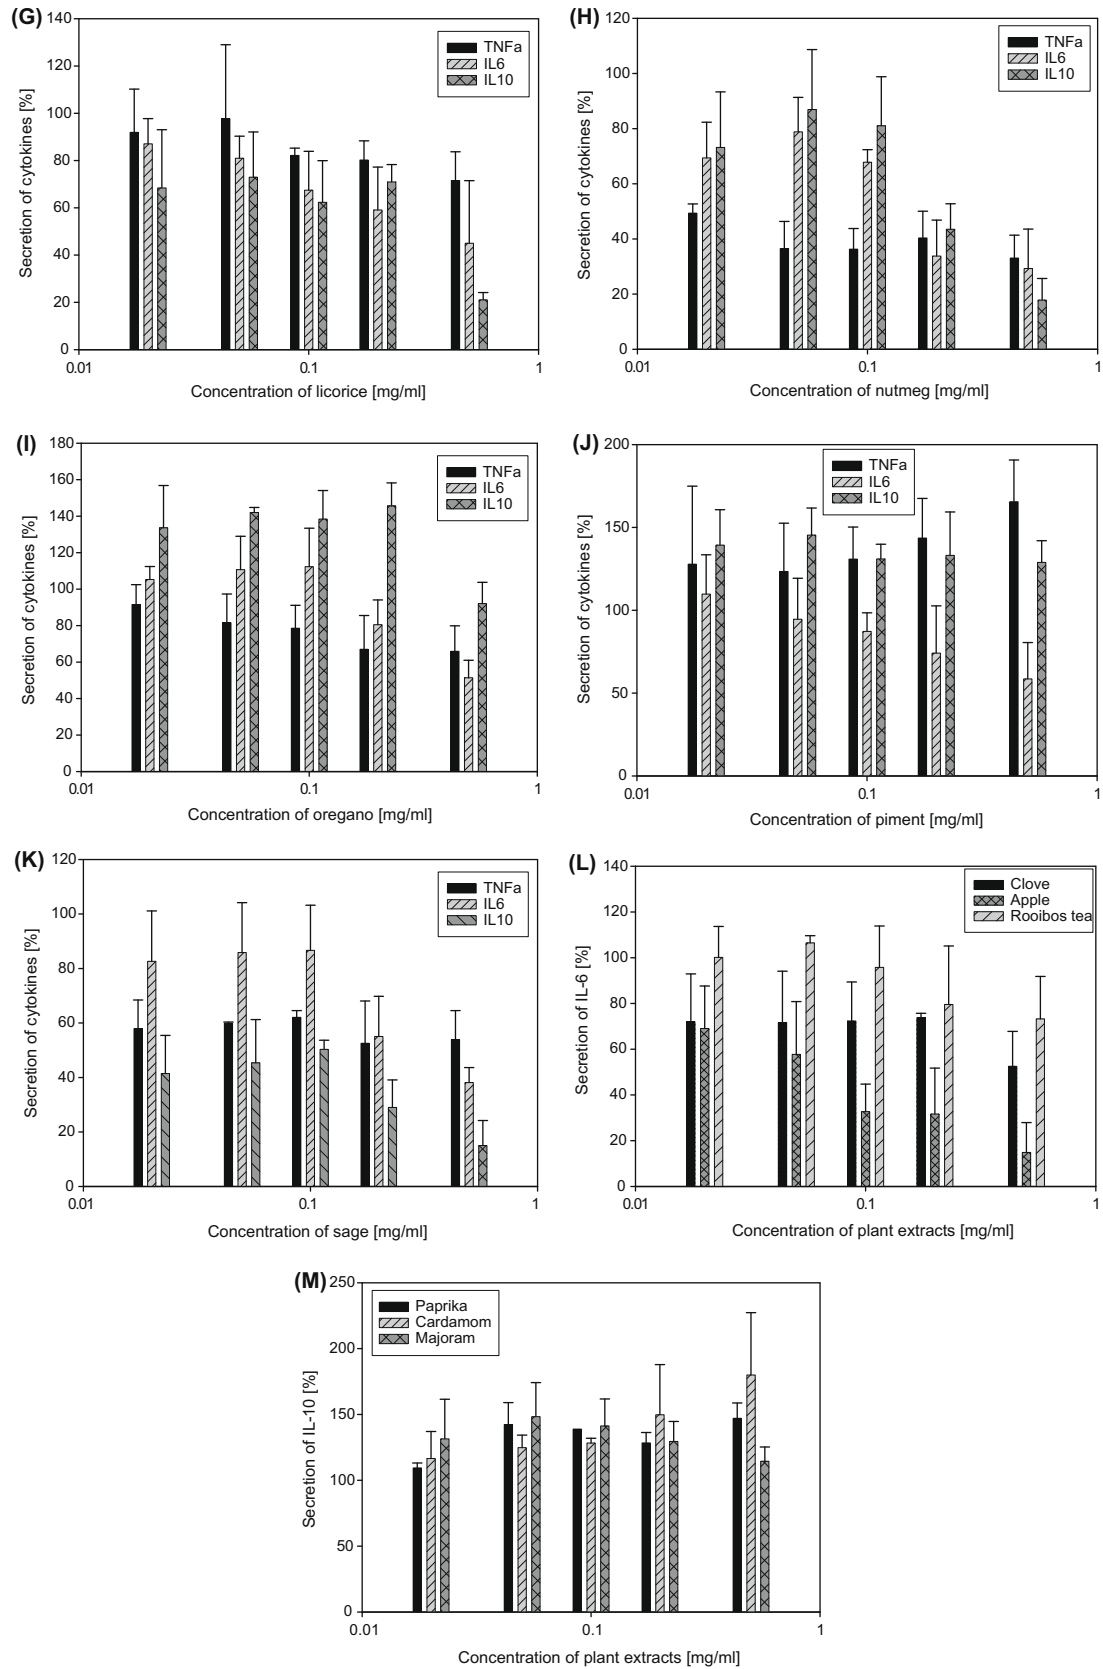 (G)
140
120
100
80
60
40
20
0
Secretion of cytokines [%]
TNFa
IL6
IL10
0.01
0.1
1
Concentration of licorice [mg/ml]
(H)
120
100
80
60
40
20
0
Secretion of cytokines [%]
TNFa
IL6
IL10
0.01
0.1
1
Concentration of nutmeg [mg/ml]
(I)
180
160
140
120
100
80
60
40
20
0
Secretion of cytokines [%]
TNFa
IL6
IL10
0.01
0.1
1
Concentration of oregano [mg/ml]
(J)
200
150
100
50
0
Secretion of cytokines [%]
TNFa
IL6
IL10
0.01
0.1
1
Concentration of piment [mg/ml]
(K)
120
100
80
60
40
20
0
Secretion of cytokines [%]
TNFa
IL6
IL10
0.01
0.1
1
Concentration of sage [mg/ml]
(L)
140
120
100
80
60
40
20
0
Secretion of IL-6 [%]
Clove
Apple
Rooibos tea
0.01
0.1
1
Concentration of plant extracts [mg/ml]
(M)
250
200
150
100
50
0
Secretion of IL-10 [%]
Paprika
Cardamom
Majoram
0.01
0.1
1
Concentration of plant extracts [mg/ml]